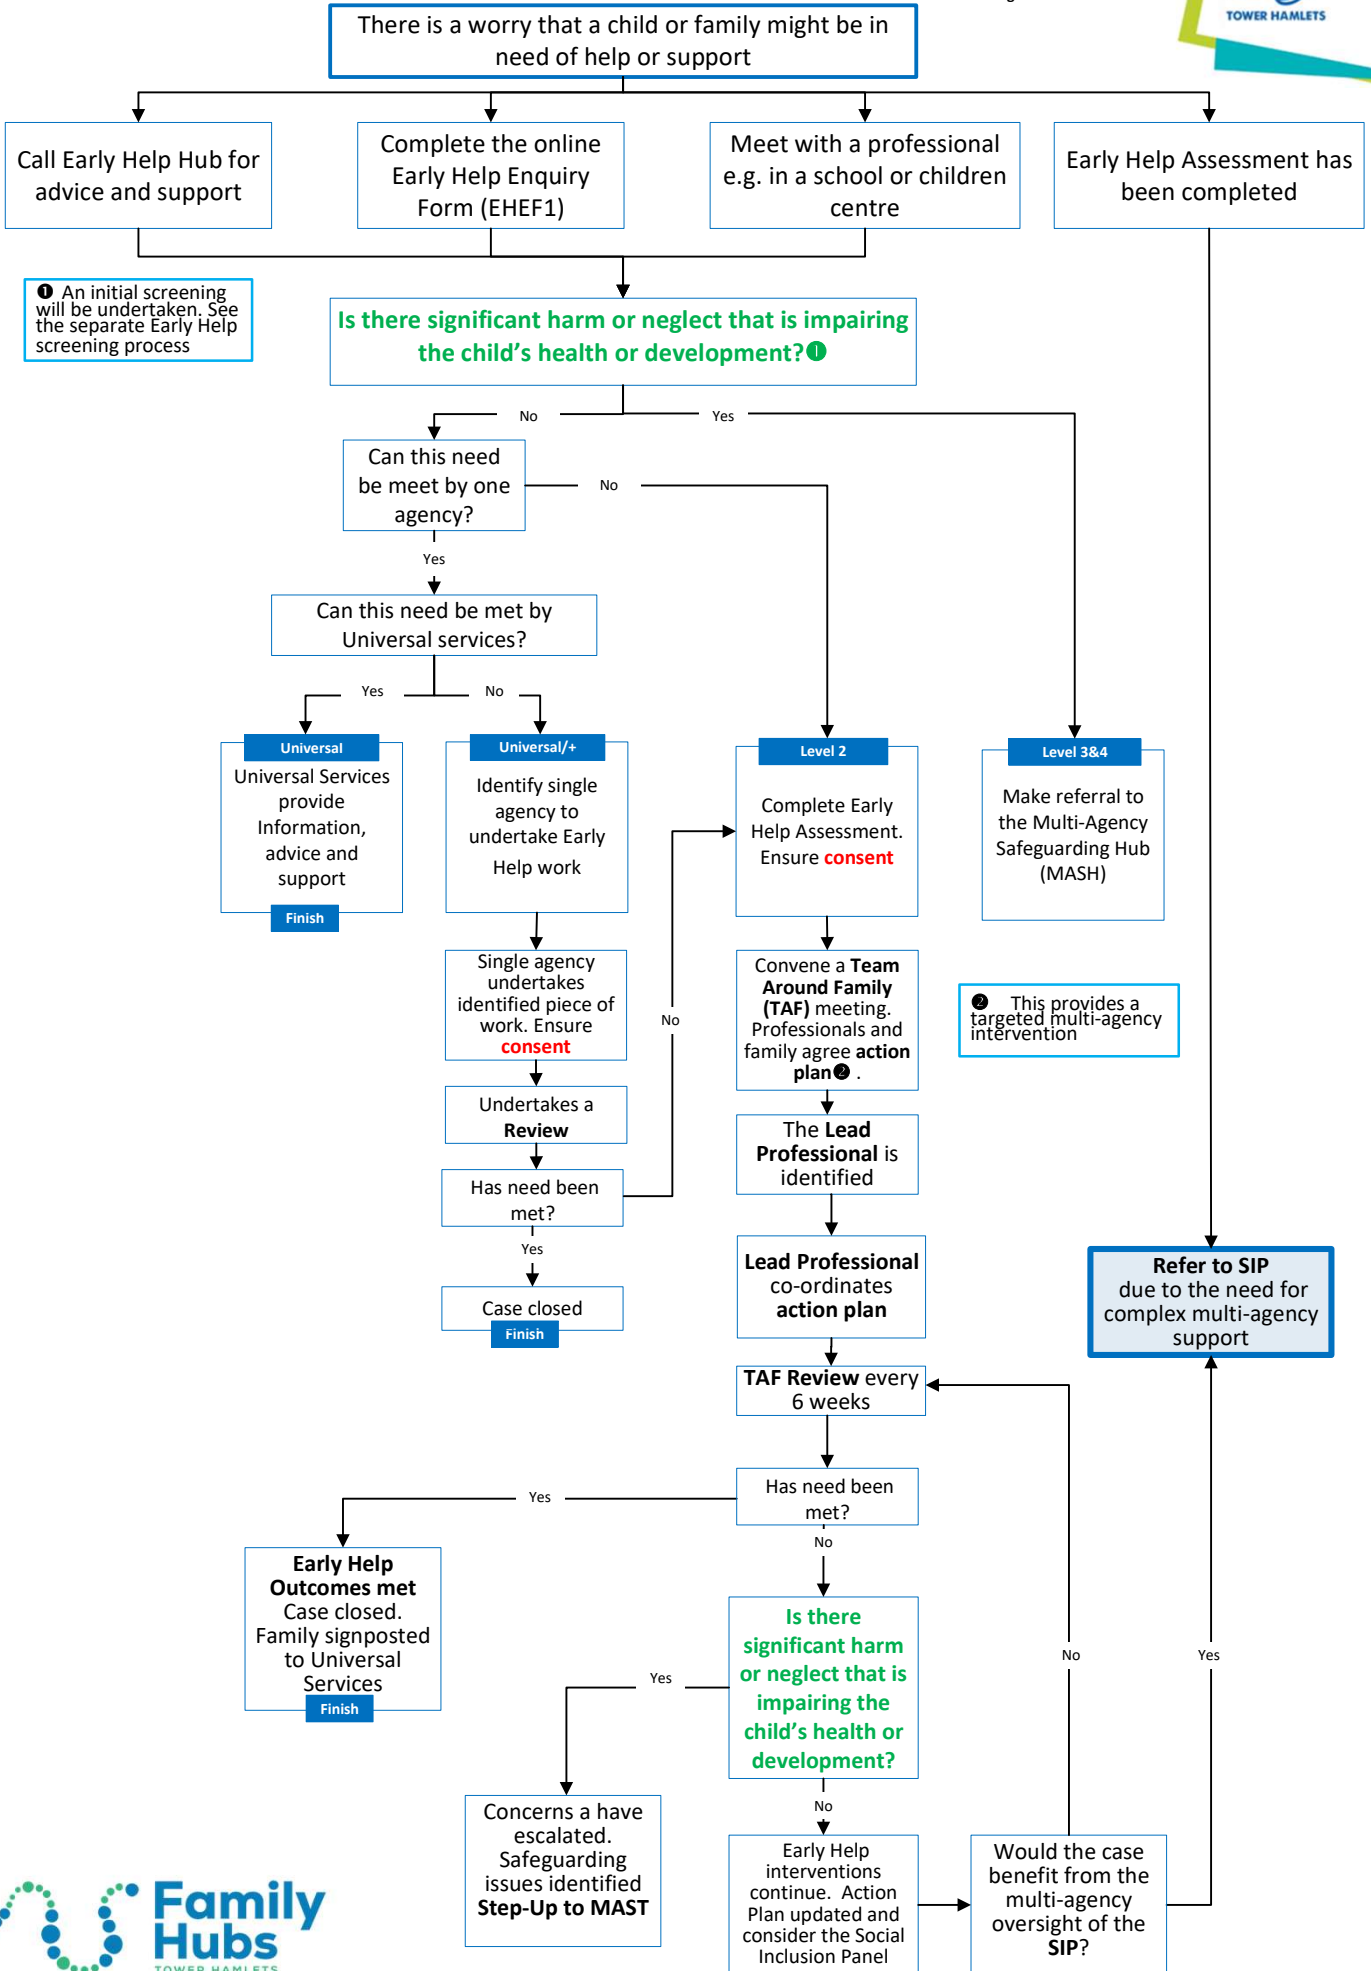 TOWER HAMLETS
There is a worry that a child or family might be in
need of help or support
Call Early Help Hub for
advice and support
Complete the online
Early Help Enquiry
Form (EHEF1)
Meet with a professional
e.g. in a school or children
centre
Early Help Assessment has
been completed
❶ An initial screening
will be undertaken. See
the separate Early Help
screening process
Is there significant harm or neglect that is impairing
the child's health or development?❶
No
Yes
Can this need
be meet by one
agency?
No
Yes
Can this need be met by
Universal services?
Yes
No
Universal
Universal Services
provide
Information,
advice and
support
Finish
Universal/+
Identify single
agency to
undertake Early
Help work
Level 2
Complete Early
Help Assessment.
Ensure consent
Level 3&4
Make referral to
the Multi-Agency
Safeguarding Hub
(MASH)
Single agency
undertakes
identified piece of
work. Ensure
consent
No
Convene a Team
Around Family
(TAF) meeting.
Professionals and
family agree action
plan❷ .
❷ This provides a
targeted multi-agency
intervention
Undertakes a
Review
The Lead
Professional is
identified
Has need been
met?
Yes
Case closed
Finish
Lead Professional
co-ordinates
action plan
Refer to SIP
due to the need for
complex multi-agency
support
TAF Review every
6 weeks
Has need been
met?
Yes
No
Early Help
Outcomes met
Case closed.
Family signposted
to Universal
Services
Finish
Is there
significant harm
or neglect that is
impairing the
child's health or
development?
Yes
No
No
Yes
Concerns a have
escalated.
Safeguarding
issues identified
Step-Up to MAST
Early Help
interventions
continue. Action
Plan updated and
consider the Social
Inclusion Panel
Would the case
benefit from the
multi-agency
oversight of the
SIP?
Family
Hubs
TOWER HAMLETS